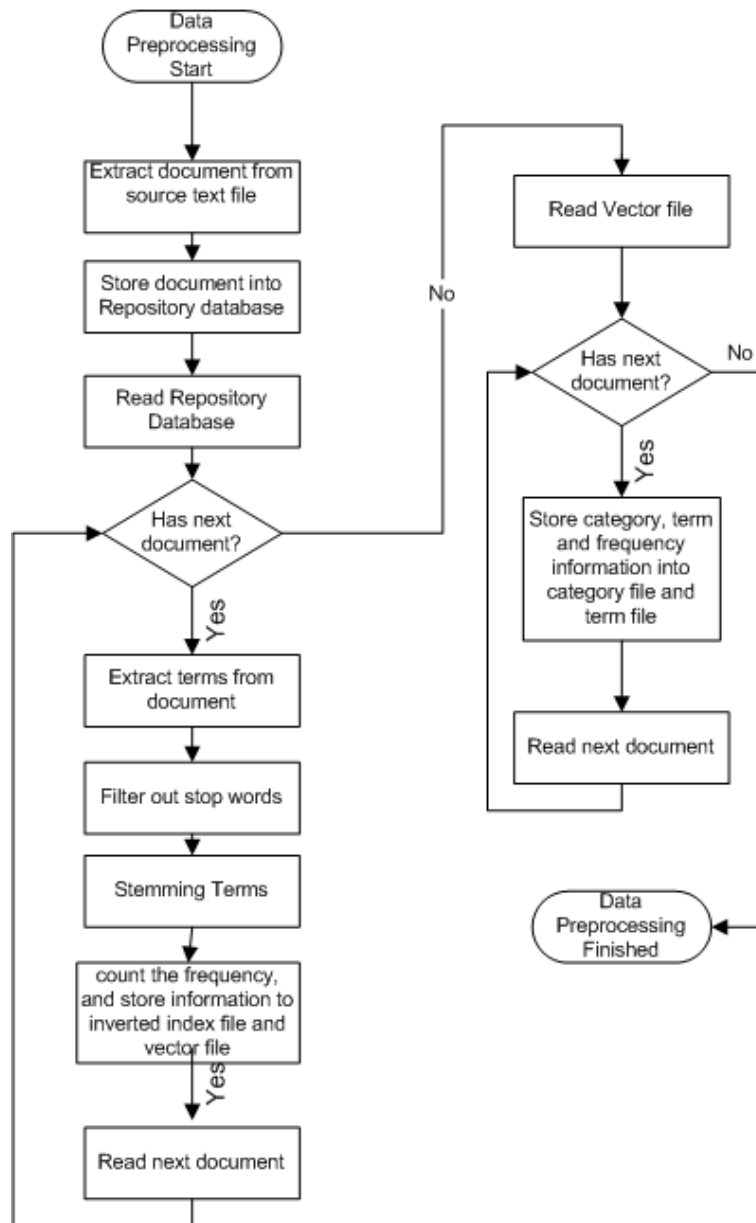 Data
Preprocessing
Start
Extract document from
source text file
Store document into
Repository database
Read Repository
Database
Has next
document?
Yes
Extract terms from
document
Filter out stop words
Stemming Terms
count the frequency,
and store information to
inverted index file and
vector file
Yes
Read next document
No
Read Vector file
Has next
document?
No
Yes
Store category, term
and frequency
information into
category file and
term file
Read next document
Data
Preprocessing
Finished